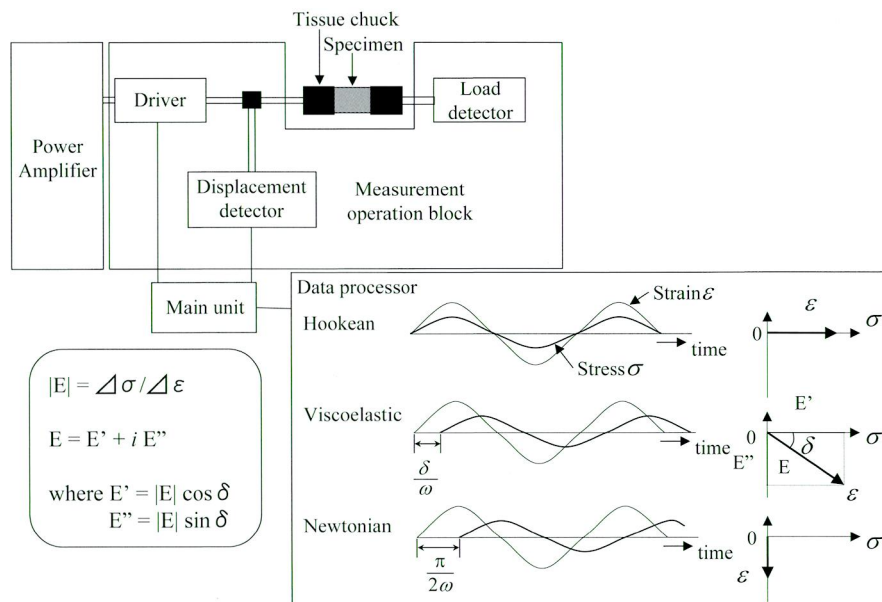 Tissue chuck
Specimen
Driver
Load
detector
Power
Amplifier
Displacement
detector
Measurement
operation block
Main unit
Data processor
Hookean
Strain ε
Stress σ
time
ε
0
σ
|E| = ⊿σ/⊿ε
E = E' + i E"
where E' = |E| cos δ
E" = |E| sin δ
Viscoelastic
δ
ω
time
E'
0
σ
E"
E
δ
ε
Newtonian
π
2ω
time
0
σ
ε